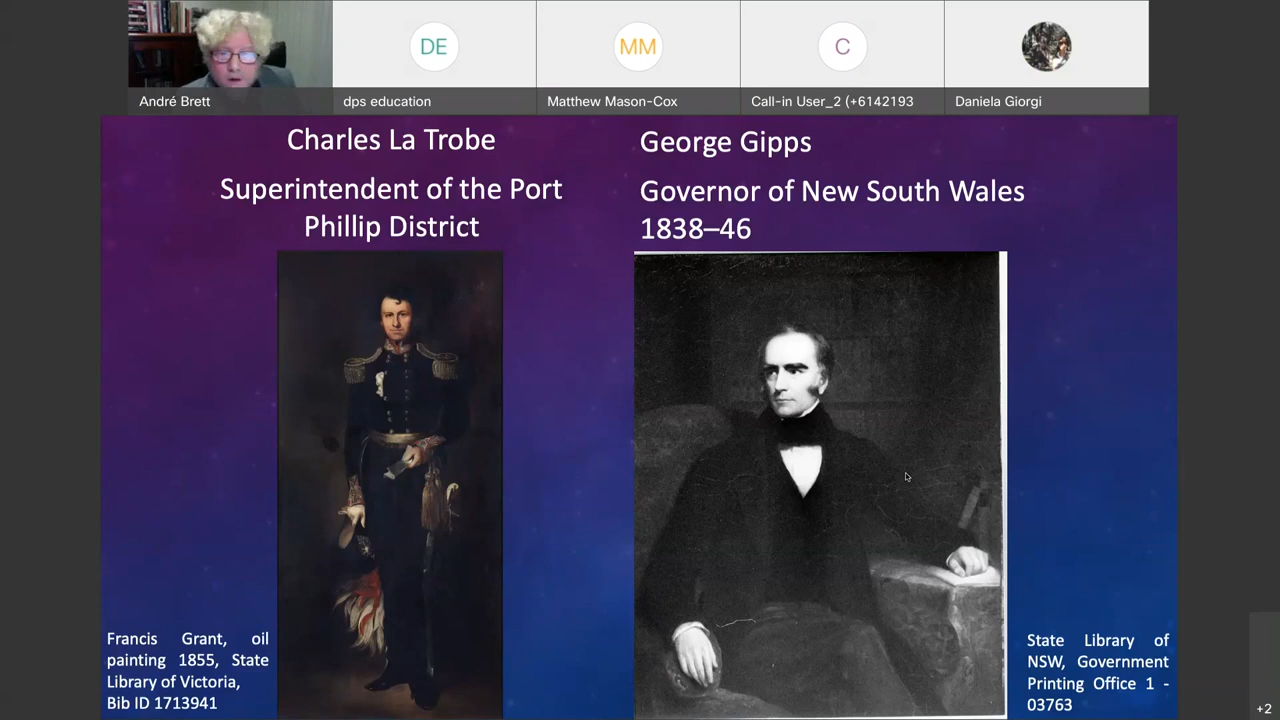 DE
MM
C
André Brett
dps education
Matthew Mason-Cox
Call-in User_2 (+6142193
Daniela Giorgi
Charles La Trobe
Superintendent of the Port
Phillip District
George Gipps
Governor of New South Wales
1838–46
Francis Grant, oil
painting 1855, State
Library of Victoria,
Bib ID 1713941
State Library of
NSW, Government
Printing Office 1 -
03763
+2